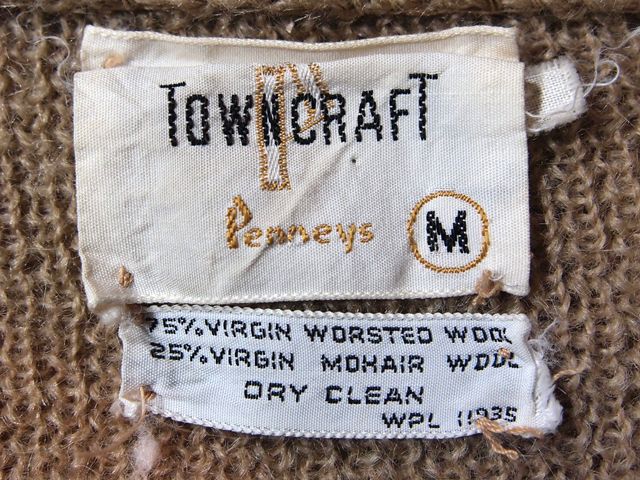 TOWNCRAFT
Penneys M
75% VIRGIN WORSTED WOOL
25% VIRGIN MOHAIR WOOL
DRY CLEAN
WPL 11935